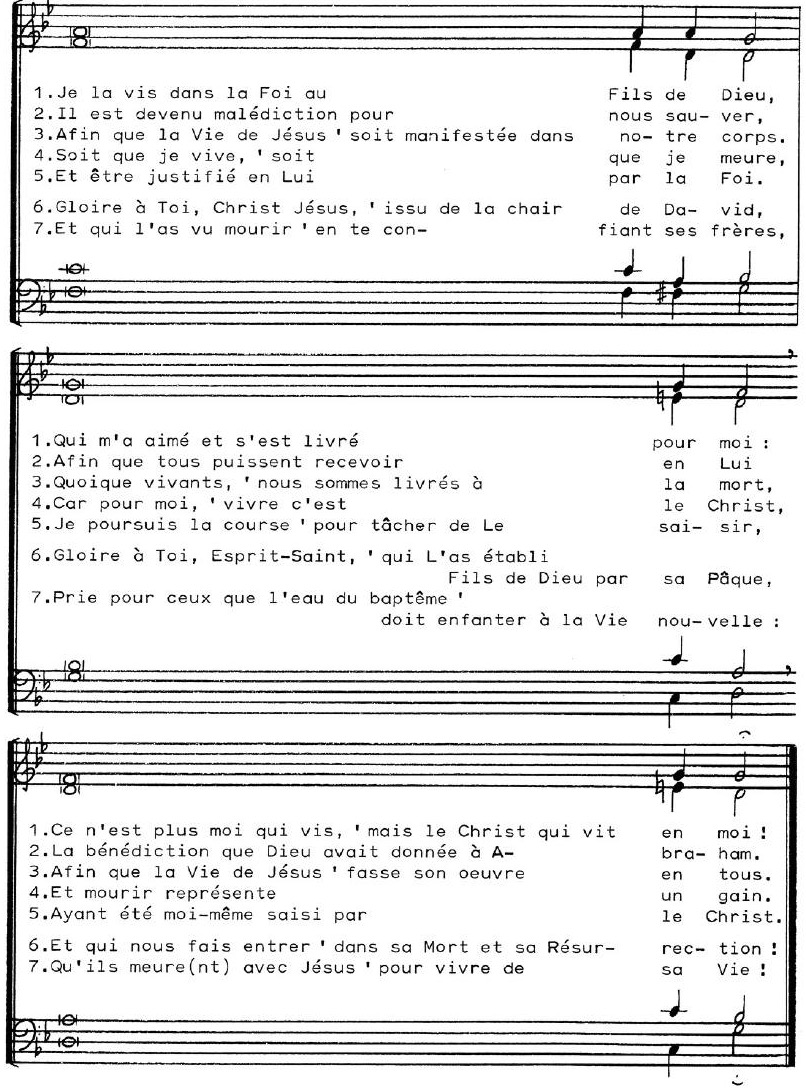 1.Je la vis dans la Foi au Fils de Dieu,
2.Il est devenu malédiction pour nous sau- ver,
3.Afin que la Vie de Jésus ' soit manifestée dans no- tre corps.
4.Soit que je vive, ' soit que je meure,
5.Et être justifié en Lui par la Foi.
6.Gloire à Toi, Christ Jésus, ' issu de la chair de Da- vid,
7.Et qui l'as vu mourir ' en te con- fiant ses frères,
1.Qui m'a aimé et s'est livré pour moi :
2.Afin que tous puissent recevoir en Lui
3.Quoique vivants, ' nous sommes livrés à la mort,
4.Car pour moi, ' vivre c'est le Christ,
5.Je poursuis la course ' pour tâcher de Le sai- sir,
6.Gloire à Toi, Esprit-Saint, ' qui L'as établi
Fils de Dieu par sa Pâque,
7.Prie pour ceux que l'eau du baptême '
doit enfanter à la Vie nou- velle :
1.Ce n'est plus moi qui vis, ' mais le Christ qui vit en moi !
2.La bénédiction que Dieu avait donnée à A- bra- ham.
3.Afin que la Vie de Jésus ' fasse son oeuvre en tous.
4.Et mourir représente un gain.
5.Ayant été moi-même saisi par le Christ.
6.Et qui nous fais entrer ' dans sa Mort et sa Résur- rec- tion !
7.Qu'ils meure(nt) avec Jésus ' pour vivre de sa Vie !